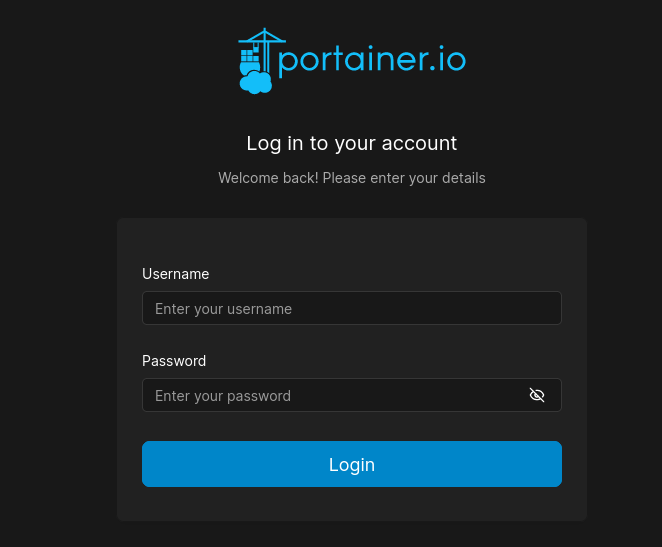 portainer.io
Log in to your account
Welcome back! Please enter your details
Username
Enter your username
Password
Enter your password
Login